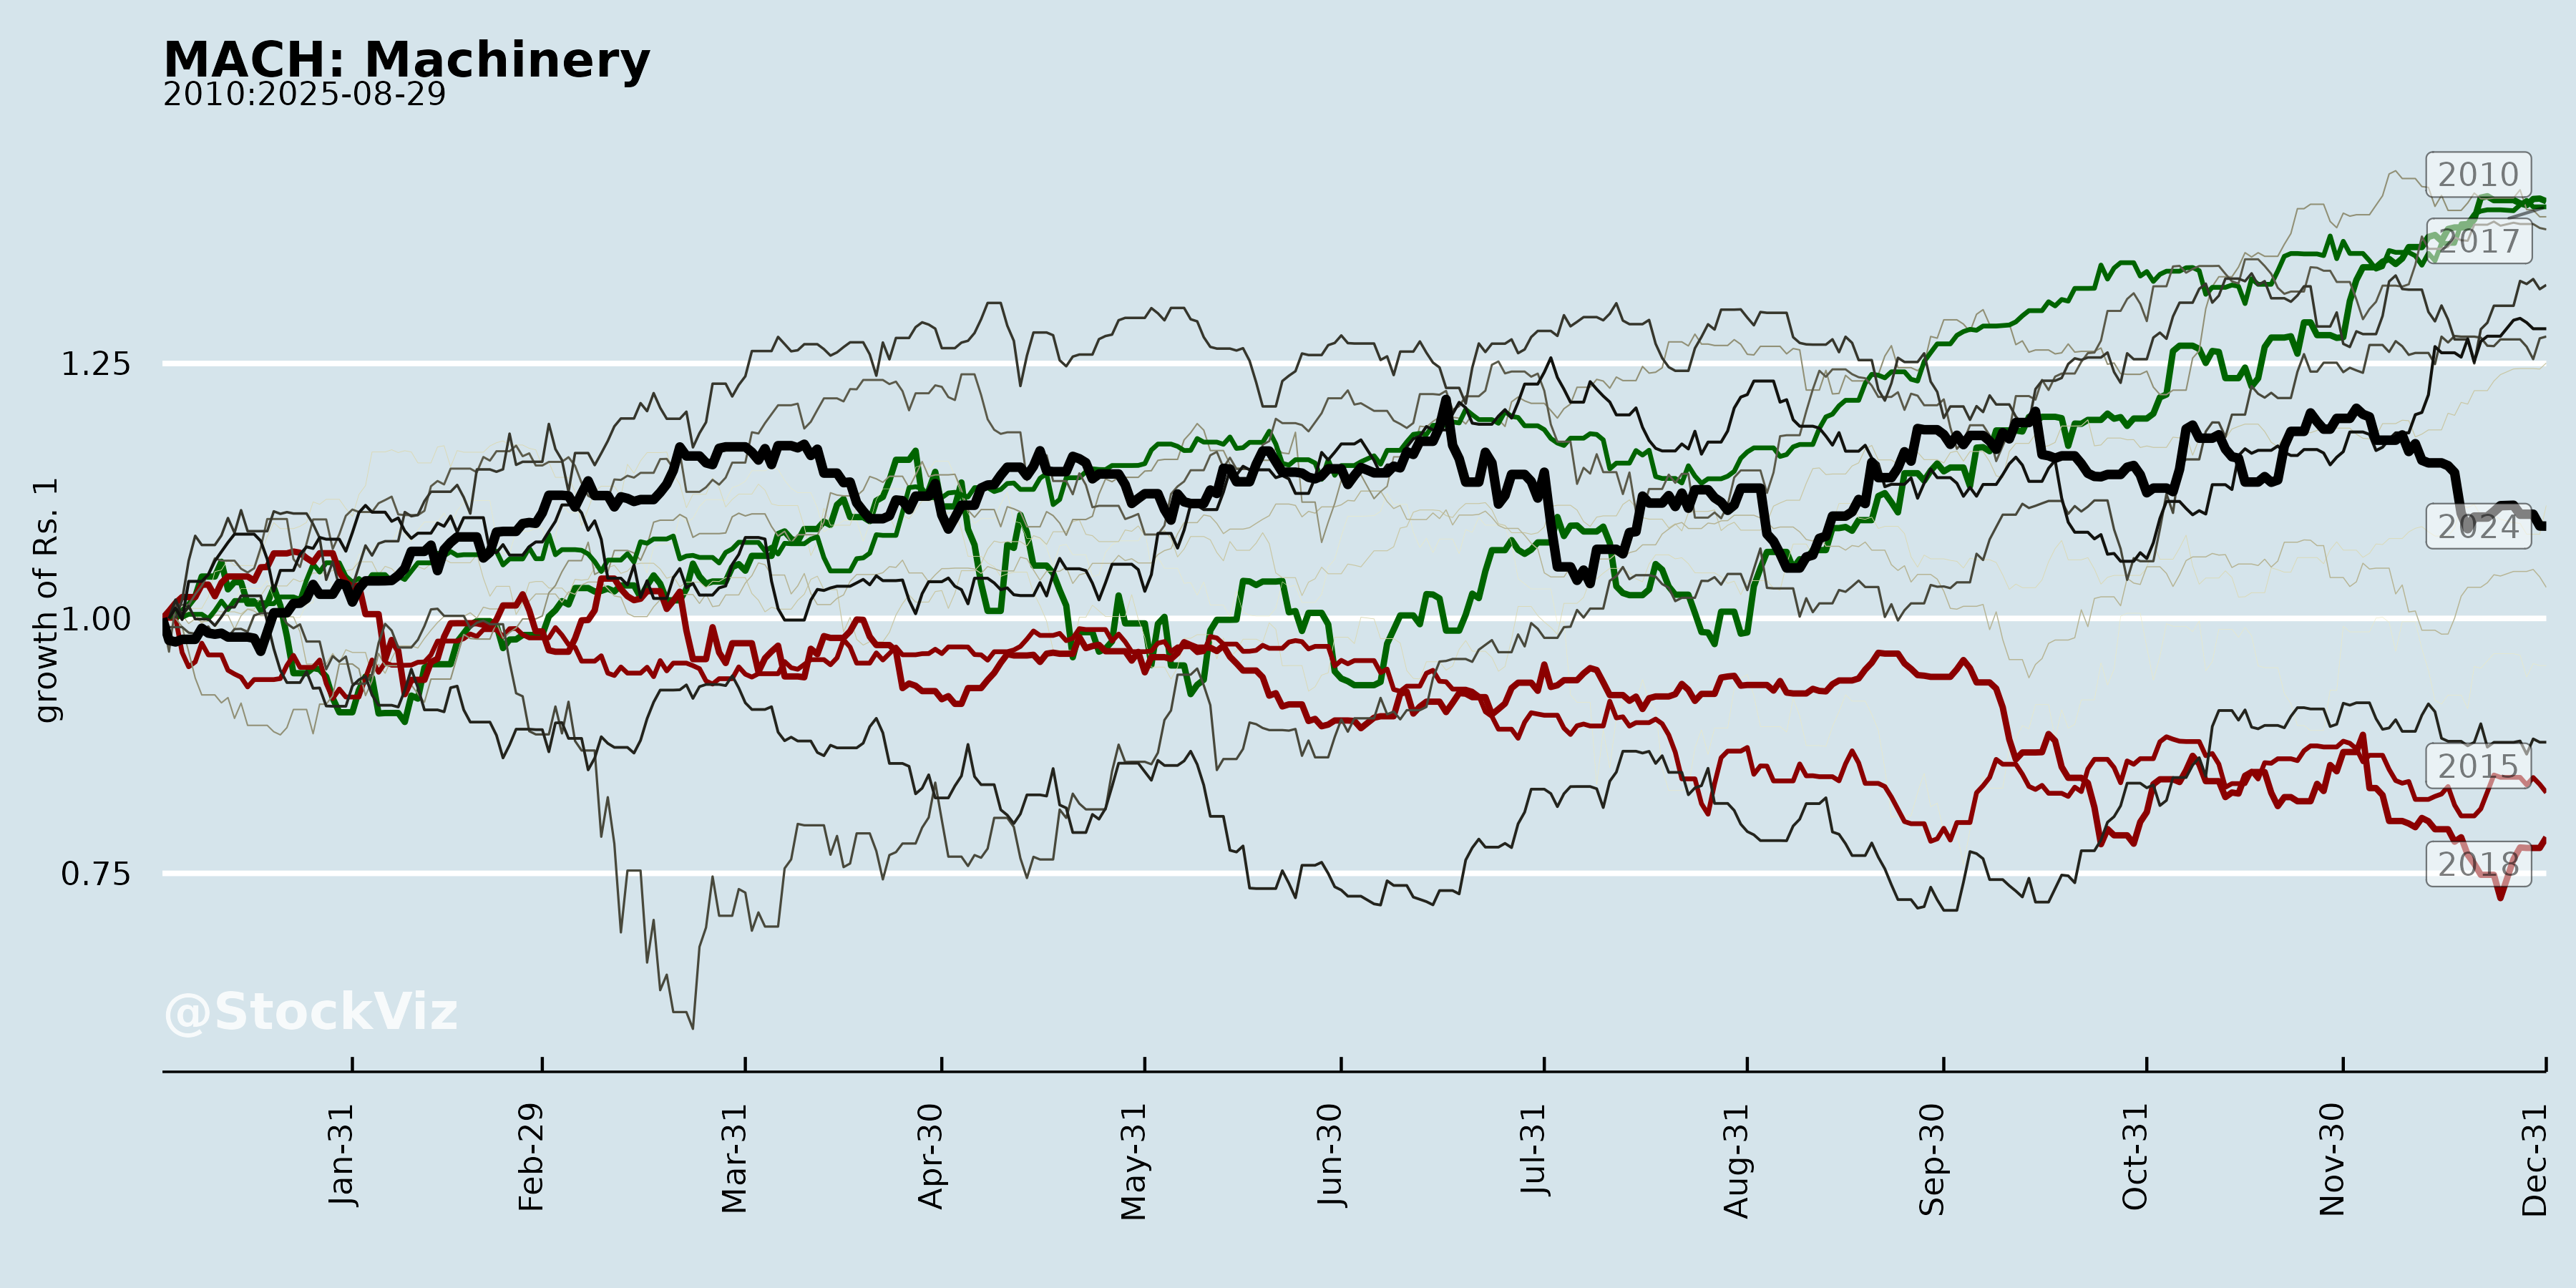 MACH: Machinery
2010:2025-08-29
growth of Rs. 1
1.25
1.00
0.75
2010
2017
2024
2015
2018
@StockViz
Jan-31
Feb-29
Mar-31
Apr-30
May-31
Jun-30
Jul-31
Aug-31
Sep-30
Oct-31
Nov-30
Dec-31